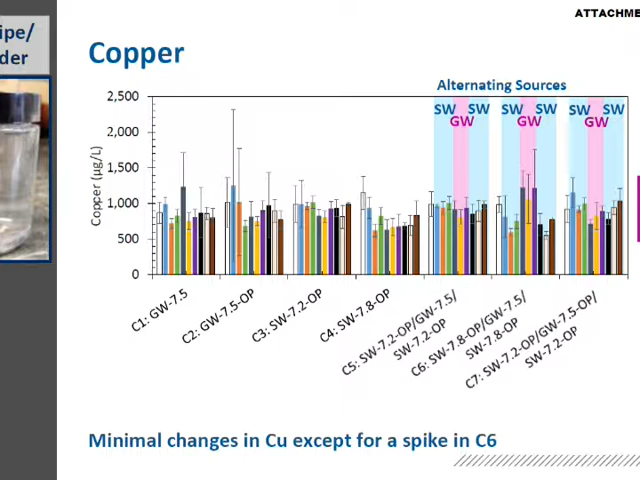 ATTACHME
ipe/
der
Copper
Alternating Sources
SW SW SW SW SW SW
GW GW GW
2,500
2,000
1,500
1,000
500
0
Copper (µg/L)
C1: GW-7.5
C2: GW-7.5-OP
C3: SW-7.2-OP
C4: SW-7.8-OP
C5: SW-7.2-OP/GW-7.5/
SW-7.2-OP
C6: SW-7.8-OP/GW-7.5/
SW-7.8-OP
C7: SW-7.2-OP/GW-7.5-OP/
SW-7.2-OP
Minimal changes in Cu except for a spike in C6